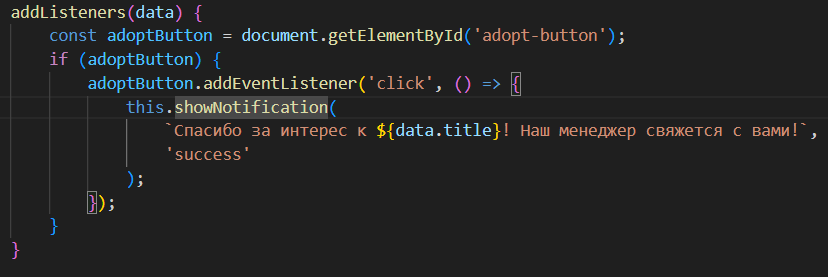 addListeners(data) {
const adoptButton = document.getElementById('adopt-button');
if (adoptButton) {
adoptButton.addEventListener('click', () => {
this.showNotification(
`Спасибо за интерес к ${data.title}! Наш менеджер свяжется с вами!`,
'success'
);
});
}
}